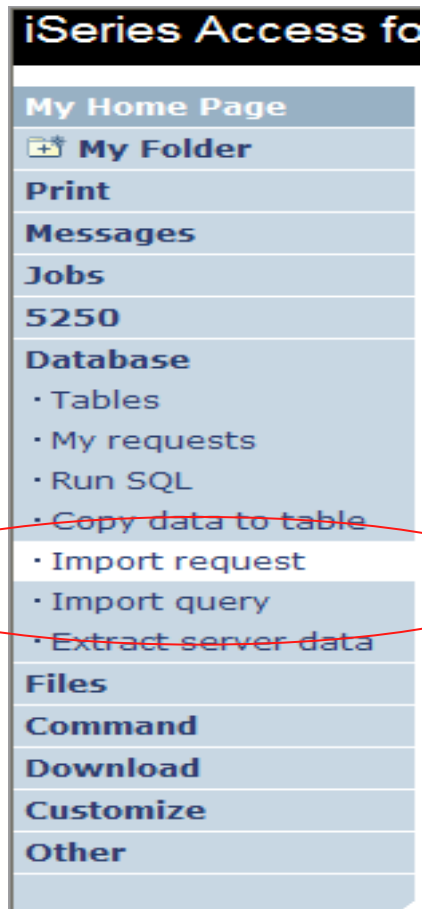 iSeries Access fo
My Home Page
My Folder
Print
Messages
Jobs
5250
Database
· Tables
· My requests
· Run SQL
· Copy data to table
· Import request
· Import query
· Extract server data
Files
Command
Download
Customize
Other